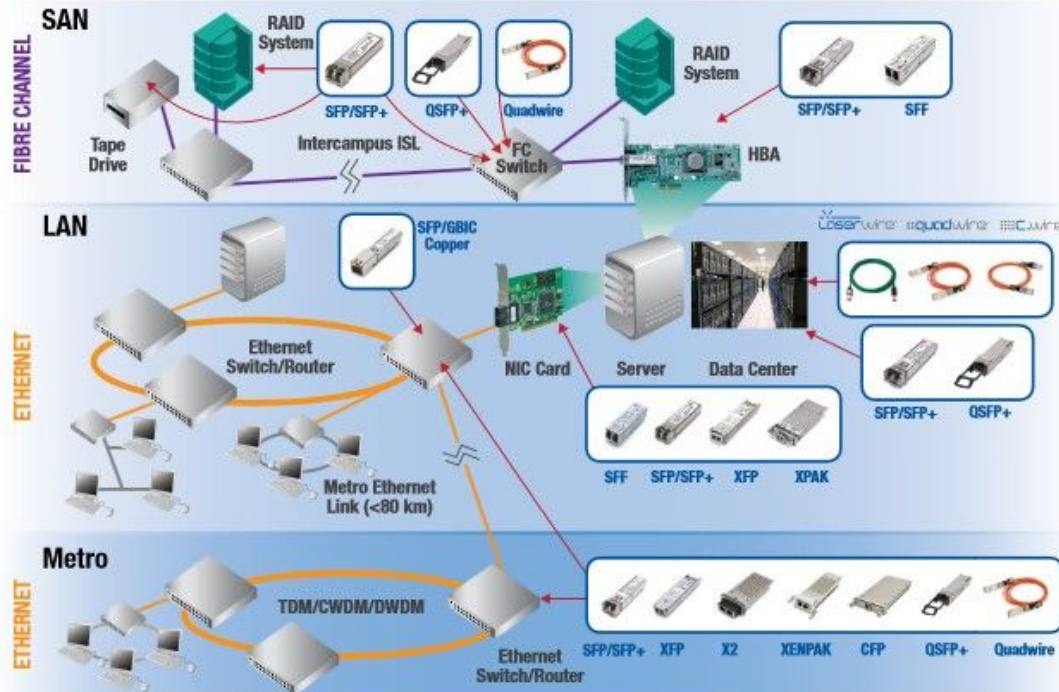 SAN
FIBRE CHANNEL
RAID
System
SFP/SFP+
QSFP+
Quadwire
RAID
System
SFP/SFP+
SFF
Tape
Drive
Intercampus ISL
FC
Switch
HBA
LAN
ETHERNET
SFP/GBIC
Copper
Laserwire
quadwire
C.wire
Ethernet
Switch/Router
NIC Card
Server
Data Center
SFP/SFP+
QSFP+
SFF
SFP/SFP+
XFP
XPAK
Metro Ethernet
Link (<80 km)
Metro
ETHERNET
TDM/CWDM/DWDM
Ethernet
Switch/Router
SFP/SFP+
XFP
X2
XENPAK
CFP
QSFP+
Quadwire